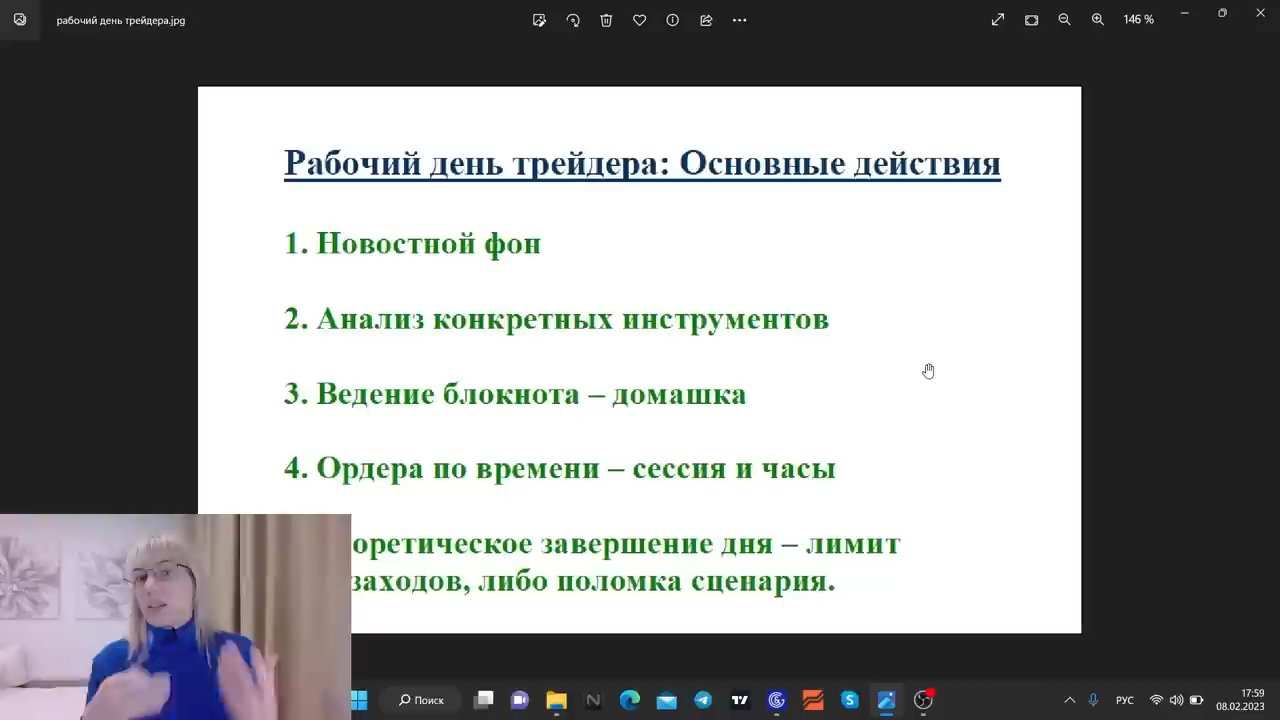 рабочий день трейдера.jpg
146 %
Рабочий день трейдера: Основные действия
1. Новостной фон
2. Анализ конкретных инструментов
3. Ведение блокнота – домашка
4. Ордера по времени – сессия и часы
оретическое завершение дня – лимит
заходов, либо поломка сценария.
Поиск
РУС
17:59
08.02.2023